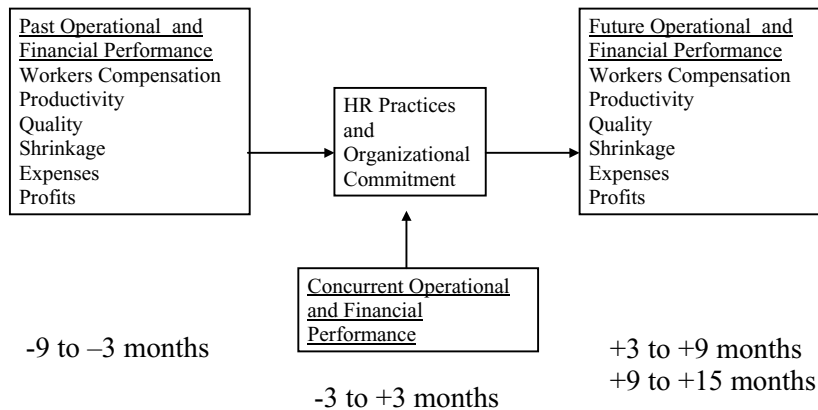 Past Operational and
Financial Performance
Workers Compensation
Productivity
Quality
Shrinkage
Expenses
Profits
HR Practices
and
Organizational
Commitment
Future Operational and
Financial Performance
Workers Compensation
Productivity
Quality
Shrinkage
Expenses
Profits
Concurrent Operational
and Financial
Performance
-9 to –3 months
-3 to +3 months
+3 to +9 months
+9 to +15 months